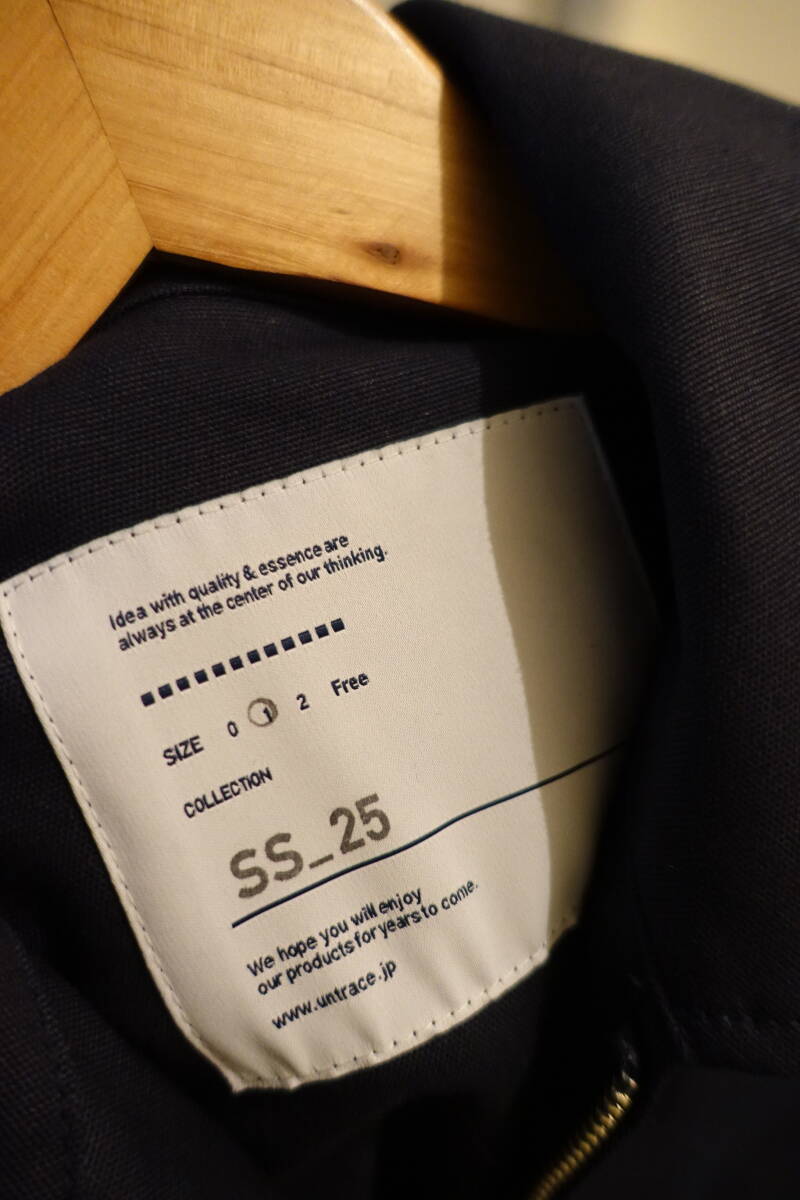 Idea with quality & essence are
always at the center of our thinking.
SIZE 0 1 2 Free
COLLECTION
SS_25
We hope you will enjoy
our products for years to come.
www.untrace.jp